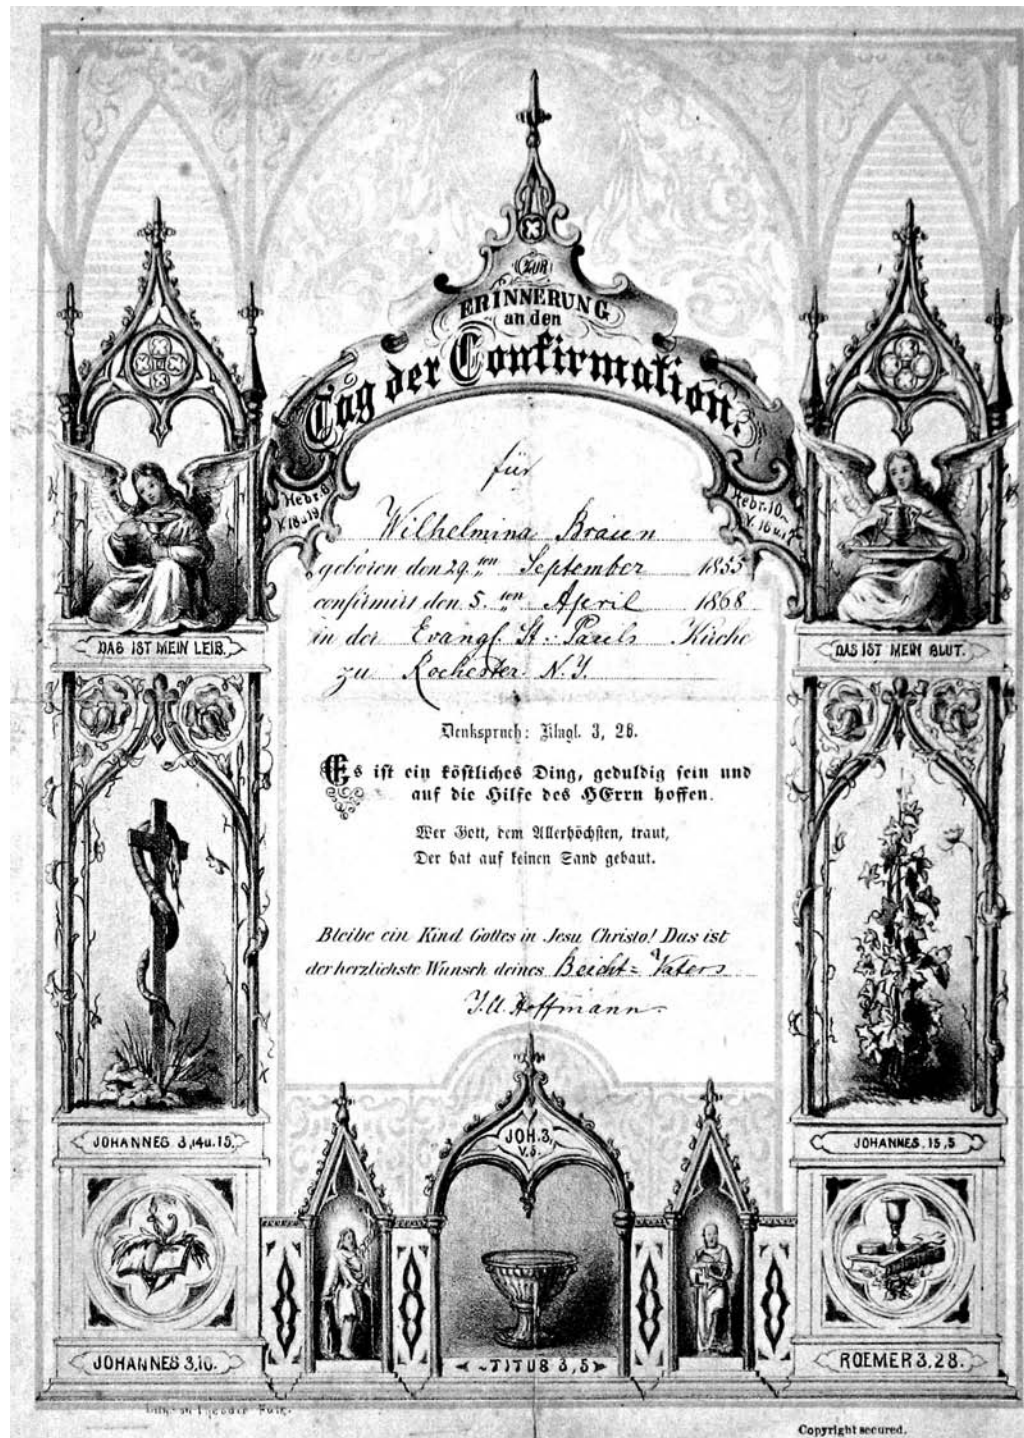 Zur
ERINNERUNG
an den
Tag der Confirmation.
Hebr. 6
V. 18 u 19
Hebr. 10
V. 16 u 17
für
Wilhelmina Braun
geboren den 29.ten September 1855
confirmirt den 5.ten April 1868
in der Evangl. St. Pauls Kirche
zu Rochester N.Y.
Denkspruch: Klagl. 3, 26.
Es ist ein köstliches Ding, geduldig sein und
auf die Hilfe des HErrn hoffen.
Wer Gott, dem Allerhöchsten, traut,
Der hat auf keinen Sand gebaut.
Bleibe ein Kind Gottes in Jesu Christo! Das ist
der herzlichste Wunsch deines Beicht=Vaters
Hoffmann
DAS IST MEIN LEIB.
DAS IST MEIN BLUT.
JOHANNES 3,14 u. 15.
JOHANNES. 15,5
JOH. 3,
V. 5.
JOHANNES 3,16.
TITUS 3,5
ROEMER 3,28.
Copyright secured.